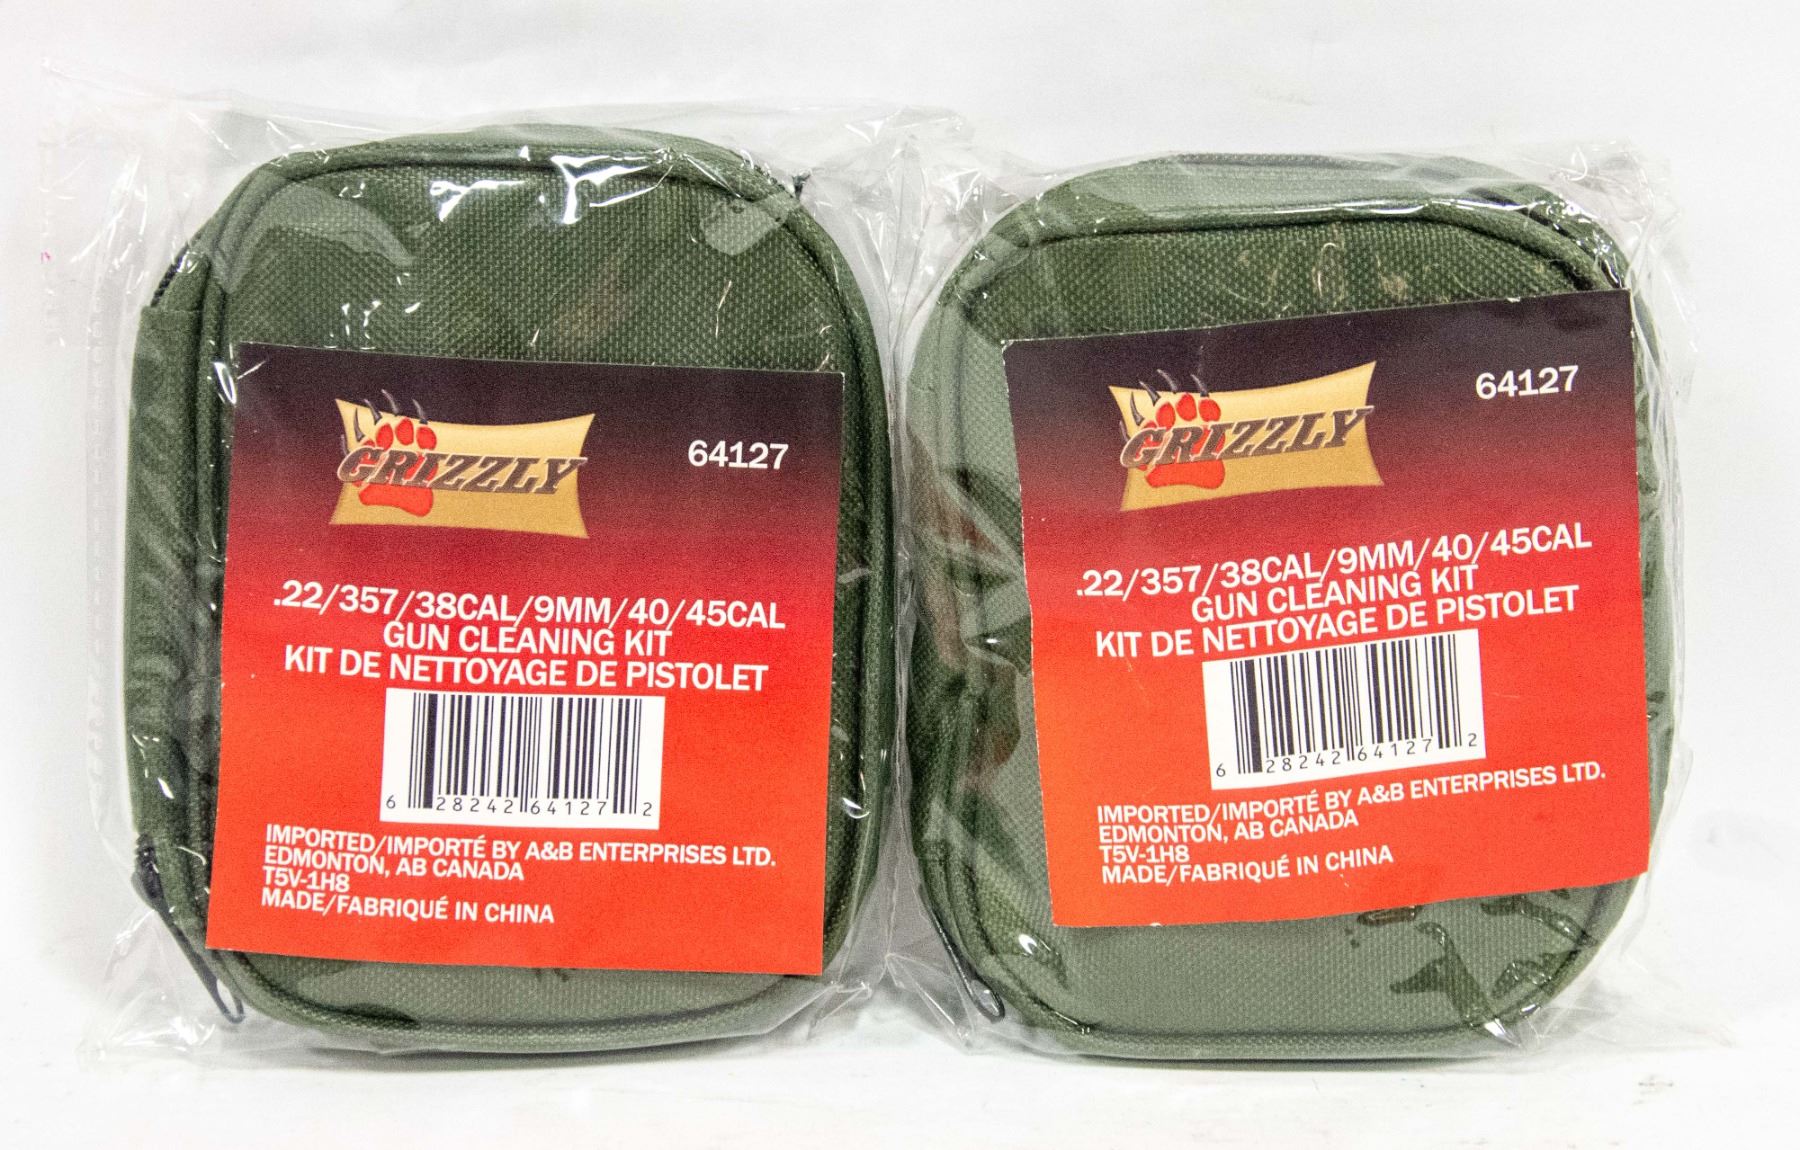 GRIZZLY
64127
.22/357/38CAL/9MM/40/45CAL
GUN CLEANING KIT
KIT DE NETTOYAGE DE PISTOLET
6 28242 64127 2
IMPORTED/IMPORTÉ BY A&B ENTERPRISES LTD.
EDMONTON, AB CANADA
T5V-1H8
MADE/FABRIQUÉ IN CHINA
GRIZZLY
64127
.22/357/38CAL/9MM/40/45CAL
GUN CLEANING KIT
KIT DE NETTOYAGE DE PISTOLET
6 28242 64127 2
IMPORTED/IMPORTÉ BY A&B ENTERPRISES LTD.
EDMONTON, AB CANADA
T5V-1H8
MADE/FABRIQUÉ IN CHINA